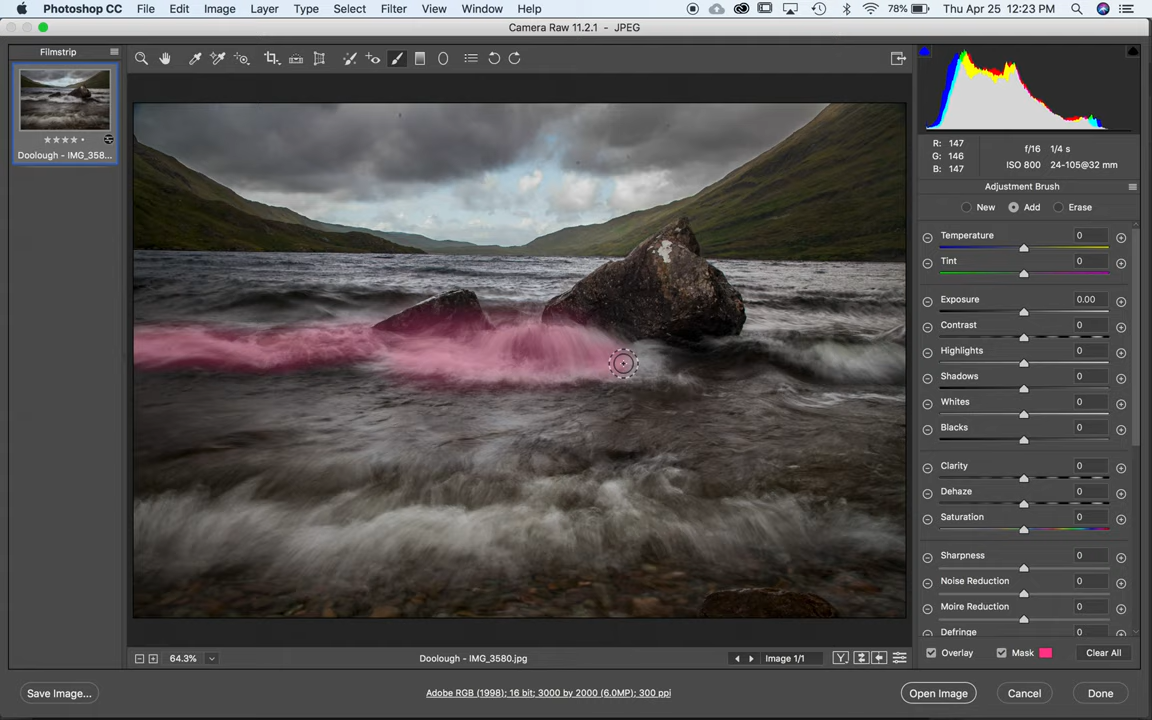 Photoshop CC File Edit Image Layer Type Select Filter View Window Help 78% Thu Apr 25 12:23 PM
Camera Raw 11.2.1 - JPEG
Filmstrip
Doolough - IMG_358...
R: 147
G: 146
B: 147
f/16 1/4 s
ISO 800 24-105@32 mm
Adjustment Brush
New Add Erase
Temperature 0
Tint 0
Exposure 0.00
Contrast 0
Highlights 0
Shadows 0
Whites 0
Blacks 0
Clarity 0
Dehaze 0
Saturation 0
Sharpness 0
Noise Reduction 0
Moire Reduction 0
Defringe 0
Overlay Mask Clear All
64.3% Doolough - IMG_3580.jpg Image 1/1 Y
Save Image... Adobe RGB (1998); 16 bit; 3000 by 2000 (6.0MP); 300 ppi Open Image Cancel Done